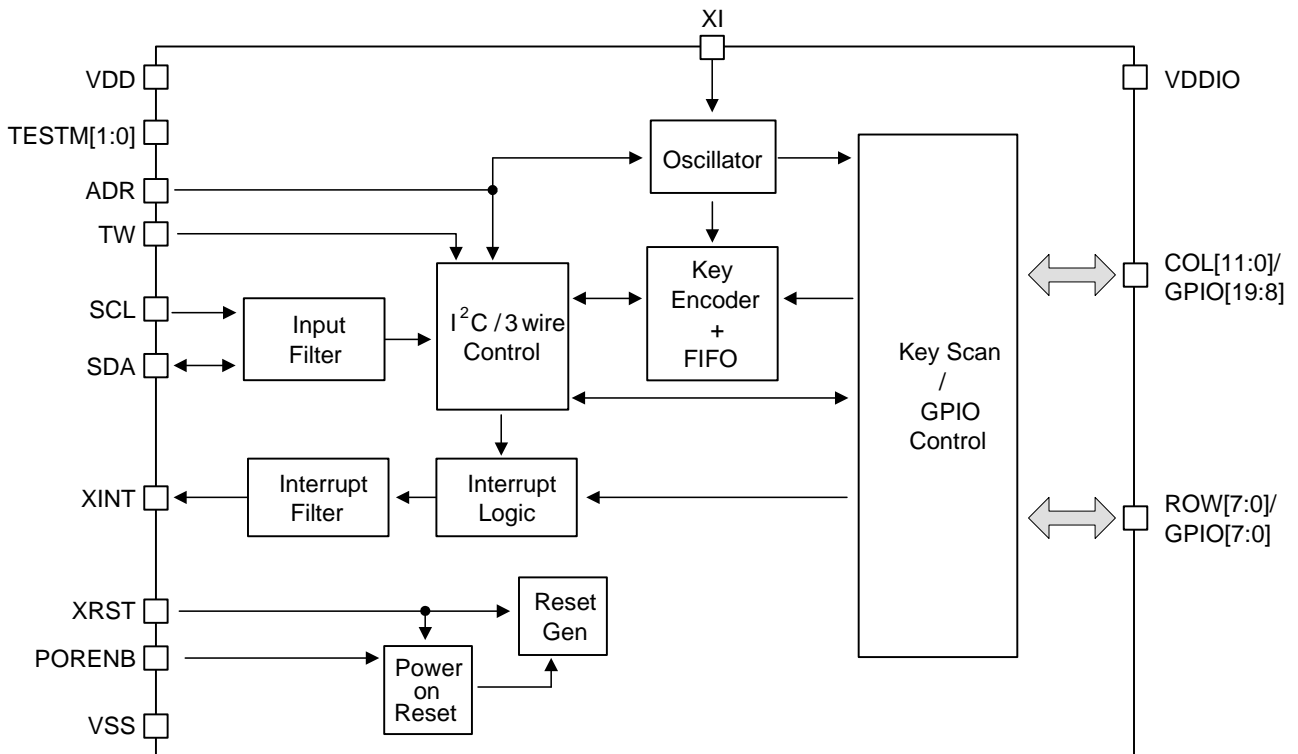 XI
VDD
VDDIO
TESTM[1:0]
Oscillator
ADR
TW
COL[11:0]/
GPIO[19:8]
Key
Encoder
+
FIFO
SCL
Input
Filter
I²C / 3 wire
Control
SDA
Key Scan
/
GPIO
Control
XINT
Interrupt
Filter
Interrupt
Logic
ROW[7:0]/
GPIO[7:0]
XRST
Reset
Gen
PORENB
Power
on
Reset
VSS